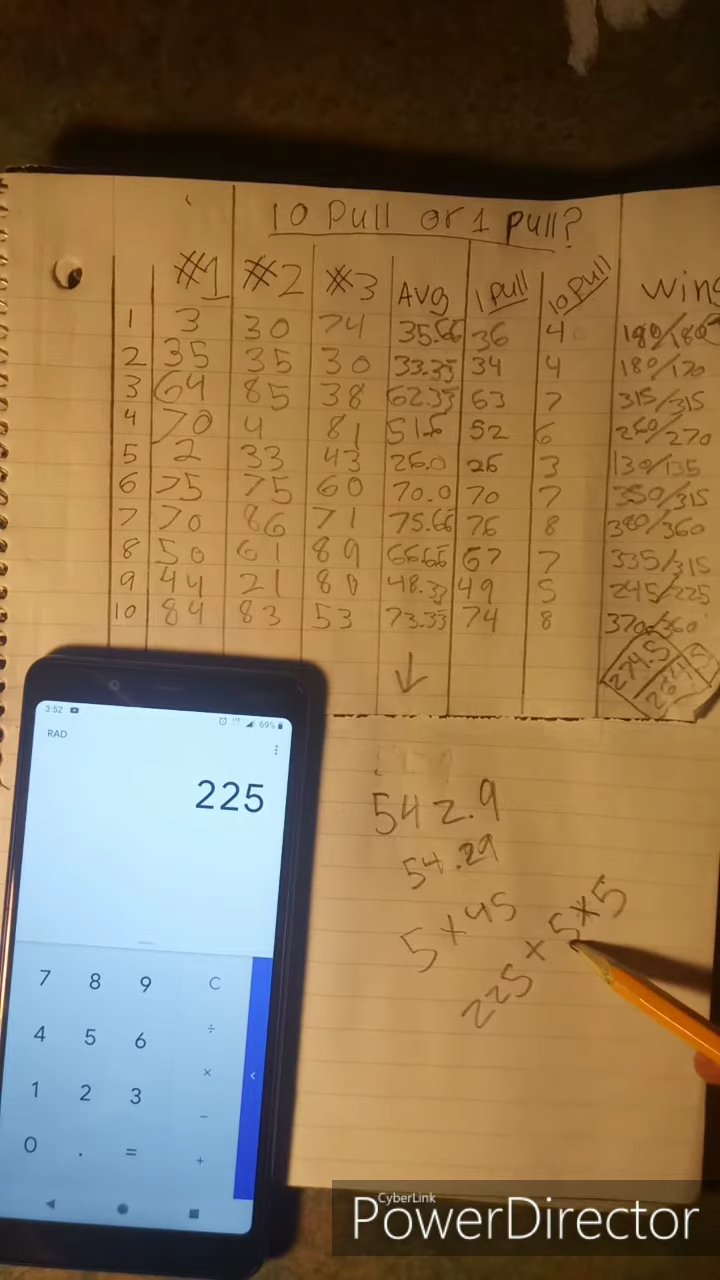 10 Pull or 1 pull?
#1 #2 #3 Avg 1 pull 10 pull Wins
1 3 30 74 35.66 36 4 180/180
2 35 35 30 33.33 34 4 180/170
3 64 85 38 62.33 63 7 315/315
4 70 4 81 51.6 52 6 260/270
5 2 33 43 26.0 26 3 130/135
6 75 75 60 70.0 70 7 350/315
7 70 86 71 75.66 76 8 380/360
8 50 61 89 66.66 67 7 335/315
9 44 21 80 48.33 49 5 245/225
10 84 83 53 73.33 74 8 370/360
274.5
542.9
54.29
5 x 45
225 x 5 x 5
3:52 69%
RAD
225
7 8 9 C
4 5 6 ÷
1 2 3 ×
0 . = −
+
CyberLink
PowerDirector